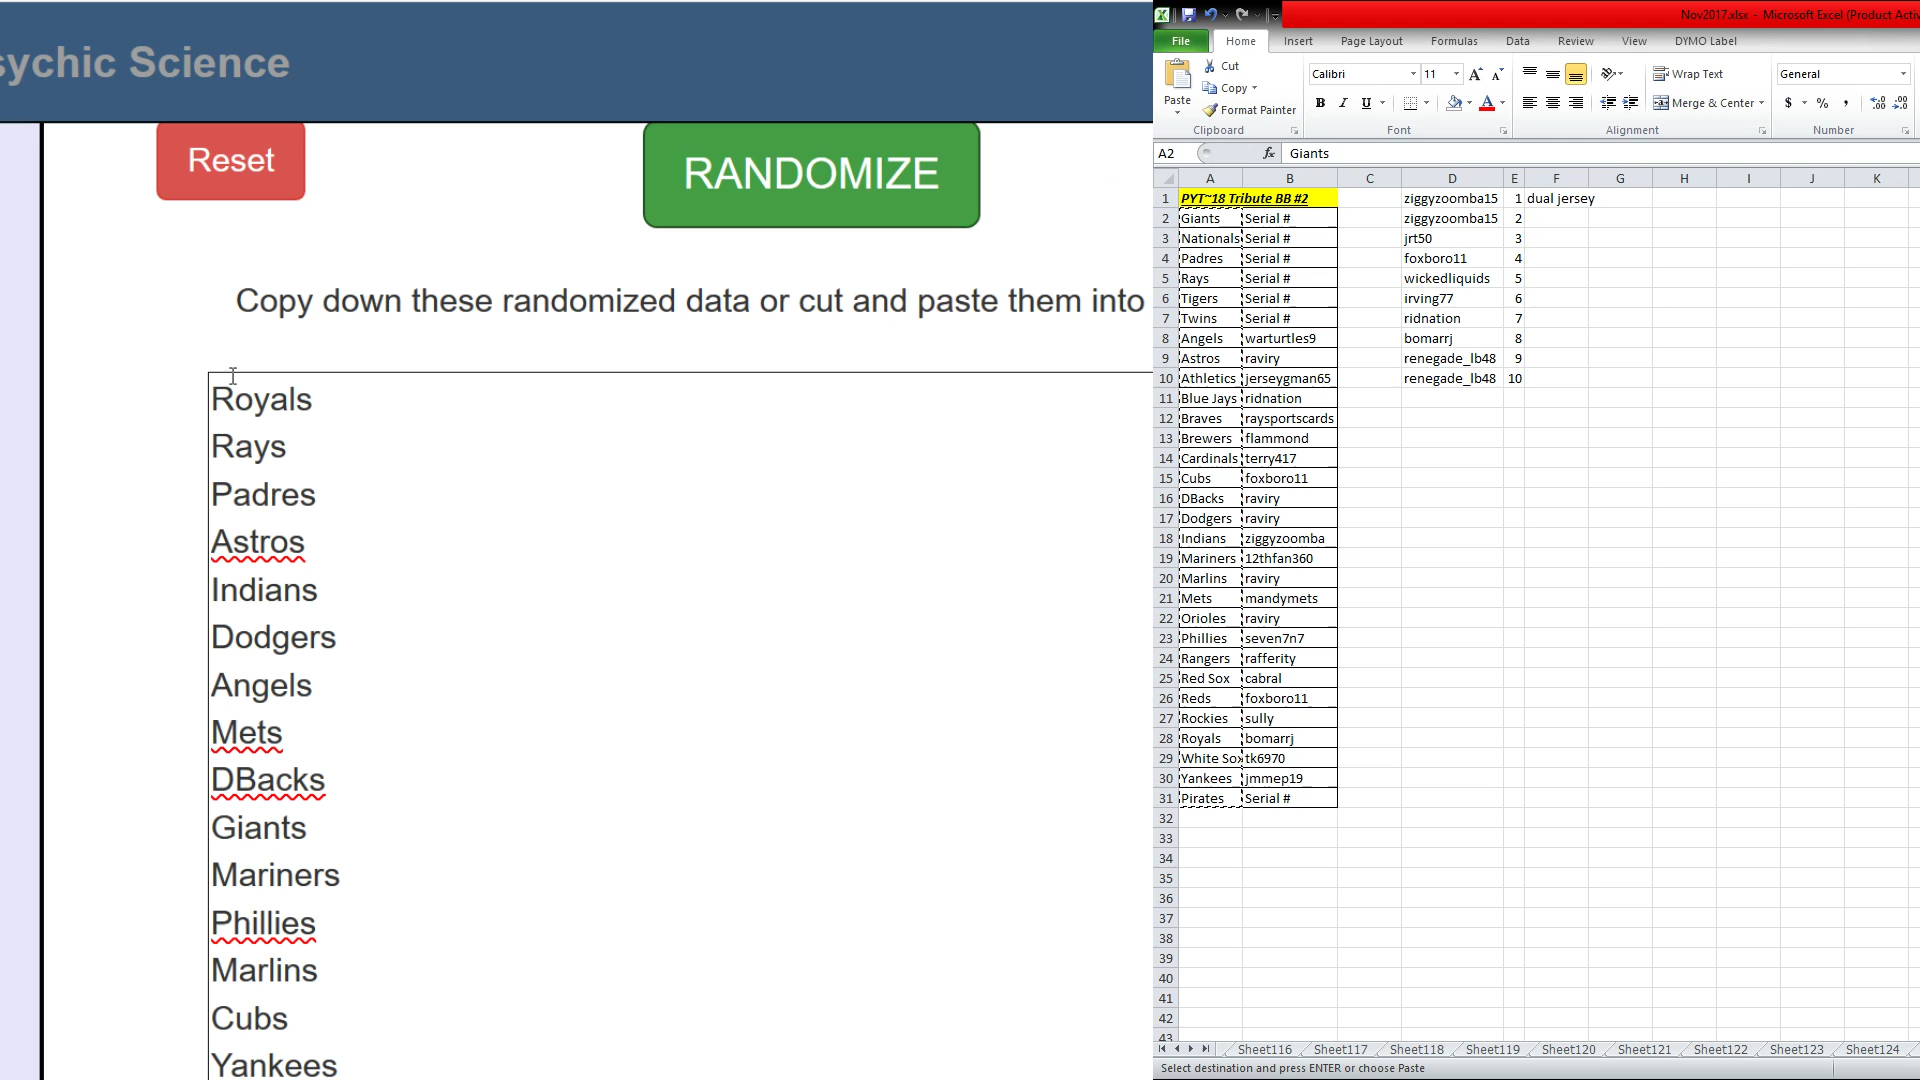 sychic Science
Reset
RANDOMIZE
Copy down these randomized data or cut and paste them into
Royals
Rays
Padres
Astros
Indians
Dodgers
Angels
Mets
DBacks
Giants
Mariners
Phillies
Marlins
Cubs
Yankees
Nov2017.xlsx - Microsoft Excel (Product Activ
File Home Insert Page Layout Formulas Data Review View DYMO Label
Paste
Cut
Copy
Format Painter
Calibri 11
B I U
Wrap Text
Merge & Center
General
$ % ,
Clipboard Font Alignment Number
A2 fx Giants
A B C D E F G H I J K
1 PYT~18 Tribute BB #2 ziggyzoomba15 1 dual jersey
2 Giants Serial # ziggyzoomba15 2
3 Nationals Serial # jrt50 3
4 Padres Serial # foxboro11 4
5 Rays Serial # wickedliquids 5
6 Tigers Serial # irving77 6
7 Twins Serial # ridnation 7
8 Angels warturtles9 bomarrj 8
9 Astros raviry renegade_lb48 9
10 Athletics jerseygman65 renegade_lb48 10
11 Blue Jays ridnation
12 Braves raysportscards
13 Brewers flammond
14 Cardinals terry417
15 Cubs foxboro11
16 DBacks raviry
17 Dodgers raviry
18 Indians ziggyzoomba
19 Mariners 12thfan360
20 Marlins raviry
21 Mets mandymets
22 Orioles raviry
23 Phillies seven7n7
24 Rangers rafferity
25 Red Sox cabral
26 Reds foxboro11
27 Rockies sully
28 Royals bomarrj
29 White Sox tk6970
30 Yankees jmmep19
31 Pirates Serial #
32
33
34
35
36
37
38
39
40
41
42
43
Sheet116 Sheet117 Sheet118 Sheet119 Sheet120 Sheet121 Sheet122 Sheet123 Sheet124
Select destination and press ENTER or choose Paste